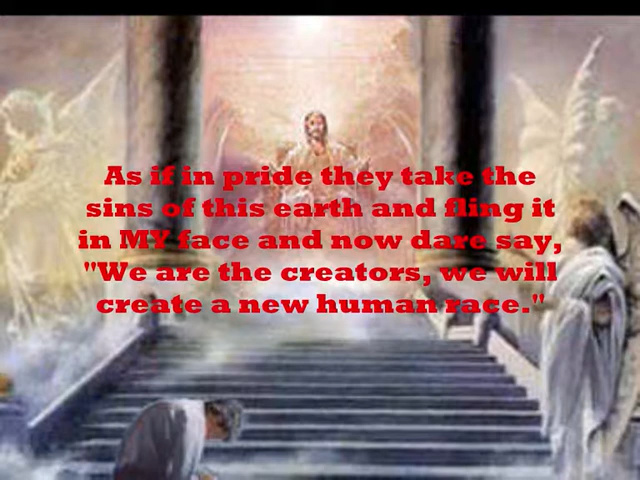 As if in pride they take the
sins of this earth and fling it
in MY face and now dare say,
"We are the creators, we will
create a new human race."